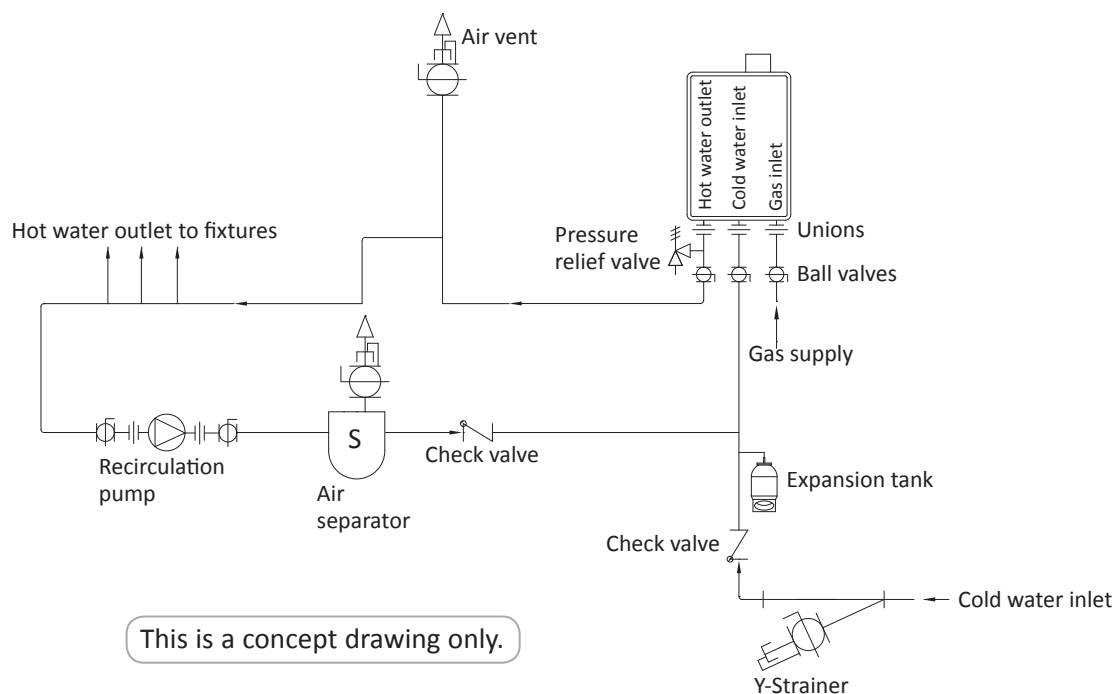 Air vent
Hot water outlet
Cold water inlet
Gas inlet
Hot water outlet to fixtures
Pressure
relief valve
Unions
Ball valves
Gas supply
S
Recirculation
pump
Air
separator
Check valve
Expansion tank
Check valve
Cold water inlet
This is a concept drawing only.
Y-Strainer